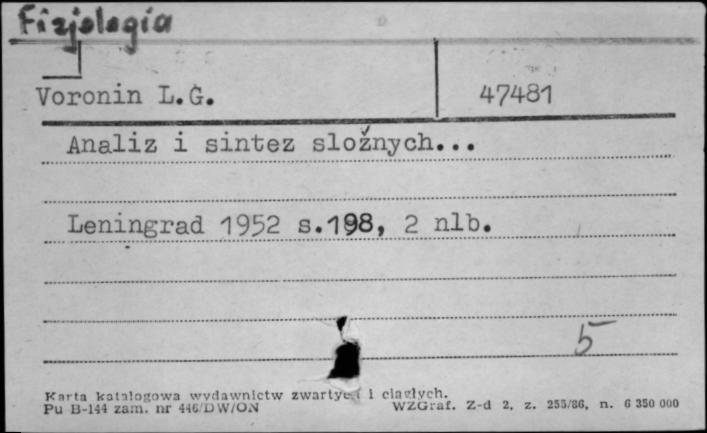 Fizjologia
Voronin L.G. 47481
Analiz i sintez složnych...
Leningrad 1952 s.198, 2 nlb.
5
Karta katalogowa wydawnictw zwartych i ciągłych.
Pu B-144 zam. nr 446/DW/ON WZGraf. Z-d 2, z. 255/86, n. 6 350 000